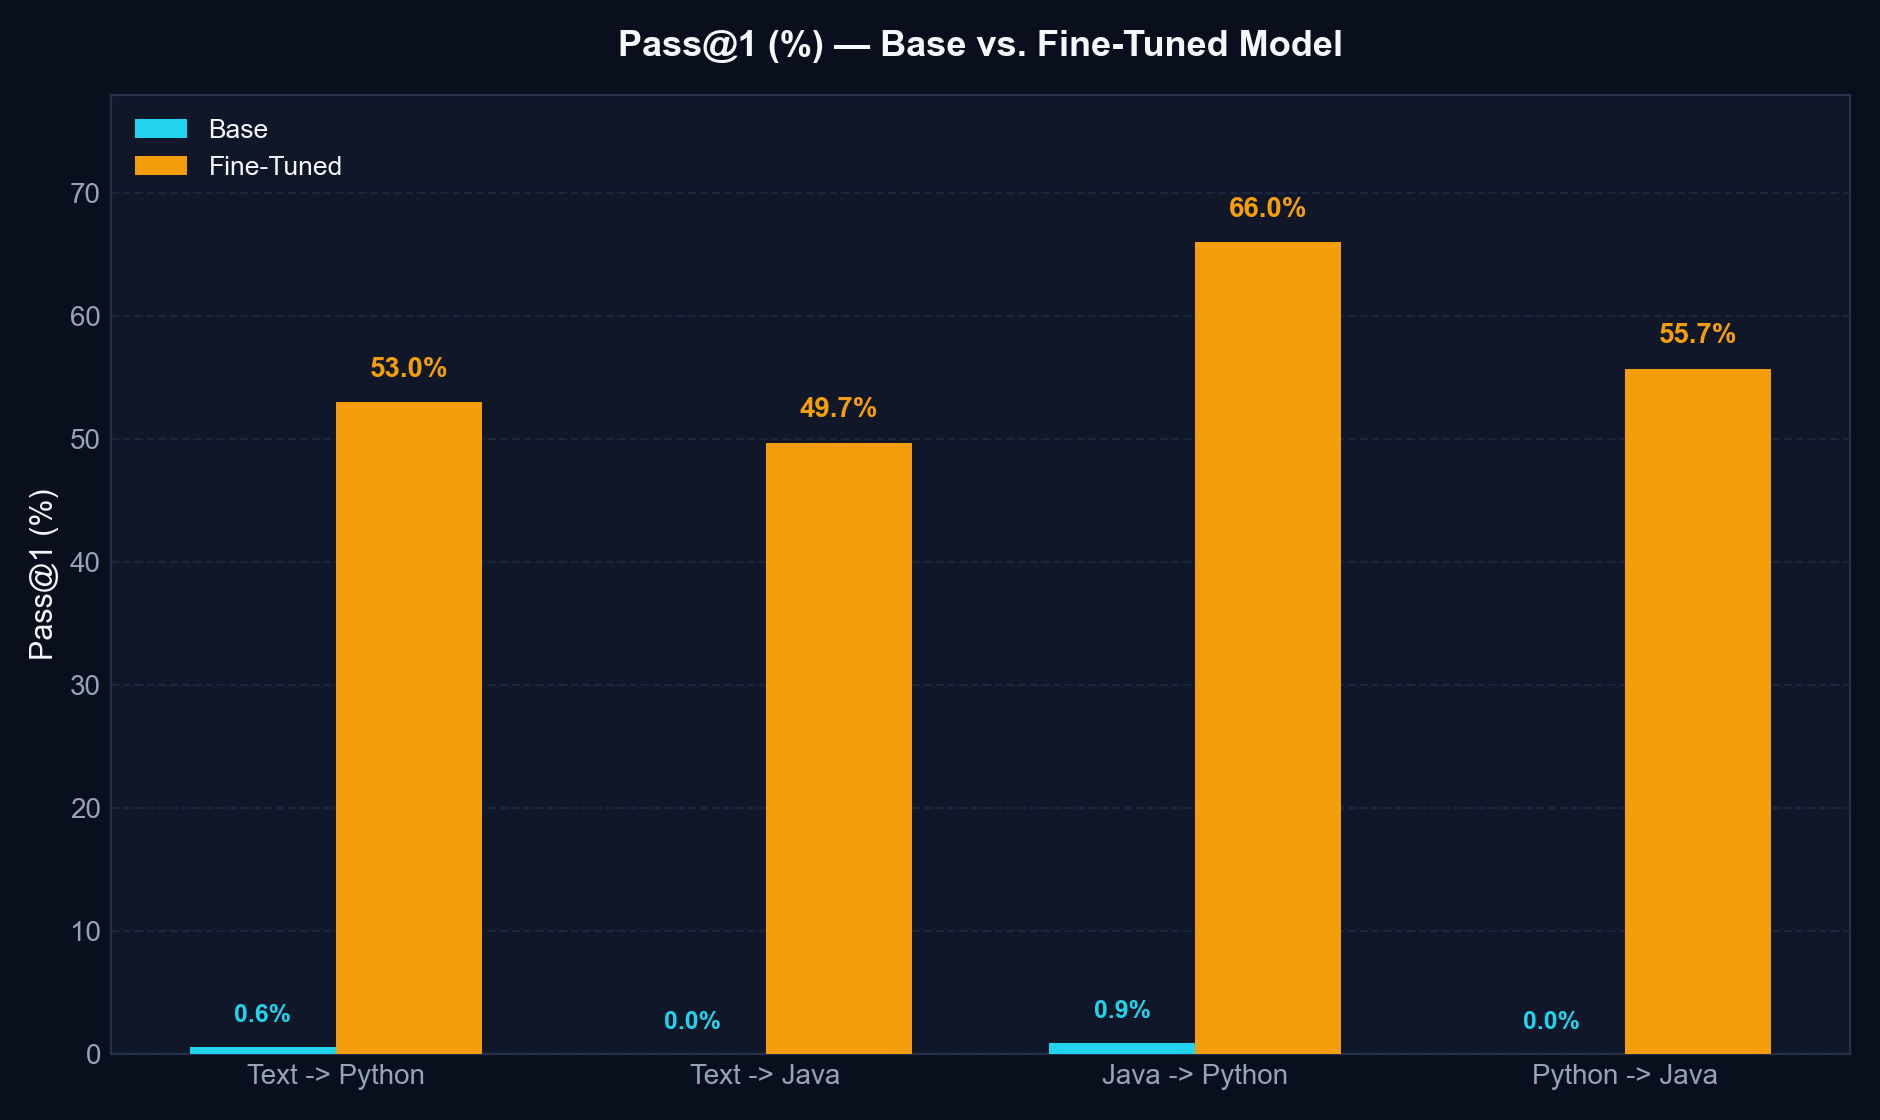 Pass@1 (%) — Base vs. Fine-Tuned Model
Base
Fine-Tuned
Pass@1 (%)
70
60
50
40
30
20
10
0
0.6%
53.0%
0.0%
49.7%
0.9%
66.0%
0.0%
55.7%
Text -> Python
Text -> Java
Java -> Python
Python -> Java